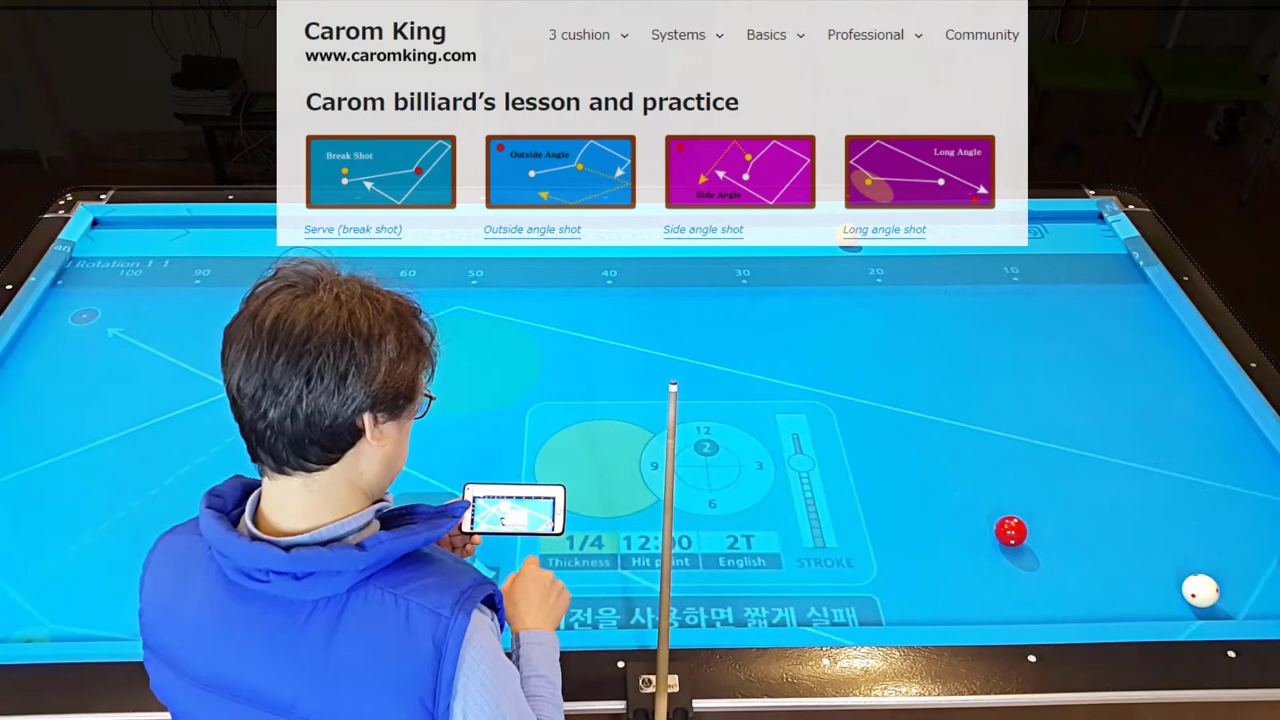 Carom King
www.caromking.com
3 cushion Systems Basics Professional Community
Carom billiard's lesson and practice
Break Shot
Outside Angle
Side Angle
Long Angle
Serve (break shot) Outside angle shot Side angle shot Long angle shot
Rotation 1-1
100 90 60 50 40 30 20 10
12
2
9 3
6
1/4 12:00 2T
Thickness Hit point English
STROKE
전을 사용하면 짧게 실패